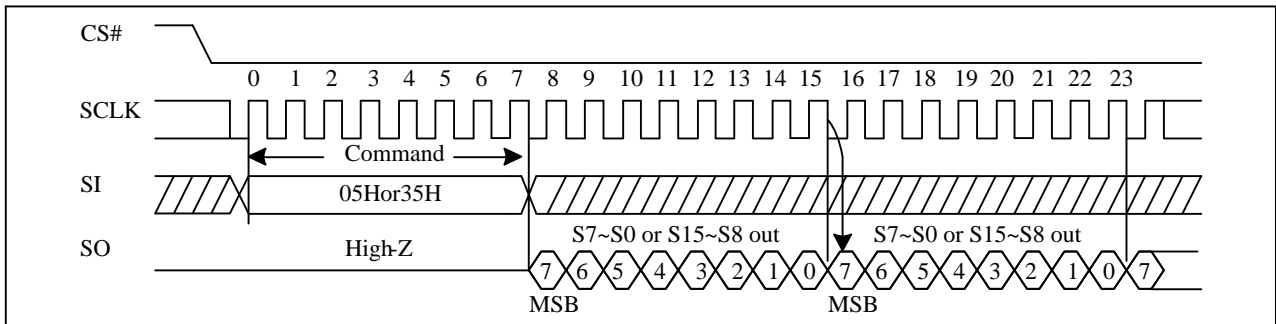 CS#
0 1 2 3 4 5 6 7 8 9 10 11 12 13 14 15 16 17 18 19 20 21 22 23
SCLK
Command
SI
05Hor35H
S7~S0 or S15~S8 out S7~S0 or S15~S8 out
SO
High-Z
7 6 5 4 3 2 1 0 7 6 5 4 3 2 1 0 7
MSB MSB